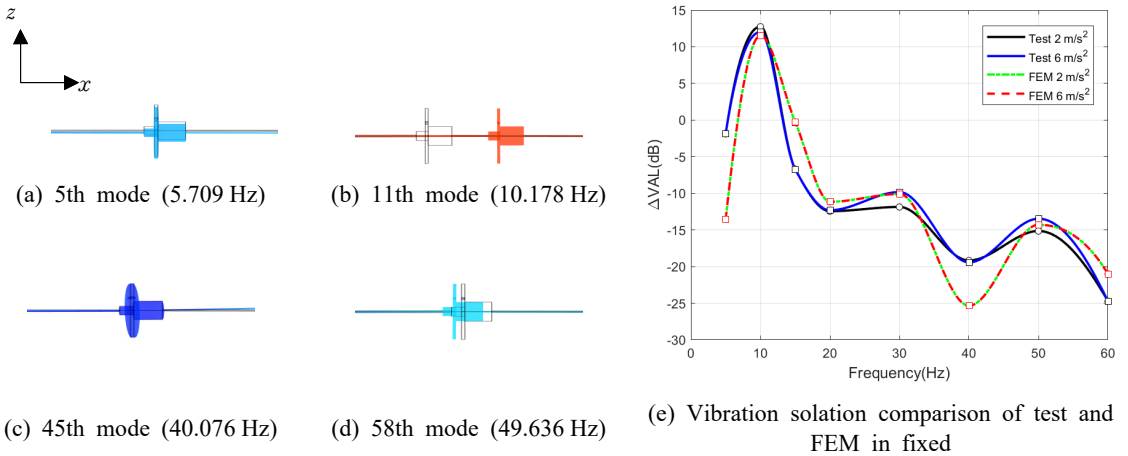 z
x
(a) 5th mode (5.709 Hz)
(b) 11th mode (10.178 Hz)
(c) 45th mode (40.076 Hz)
(d) 58th mode (49.636 Hz)
15
10
5
0
-5
-10
-15
-20
-25
-30
ΔVAL(dB)
Test 2 m/s²
Test 6 m/s²
FEM 2 m/s²
FEM 6 m/s²
0 10 20 30 40 50 60
Frequency(Hz)
(e) Vibration solation comparison of test and
FEM in fixed